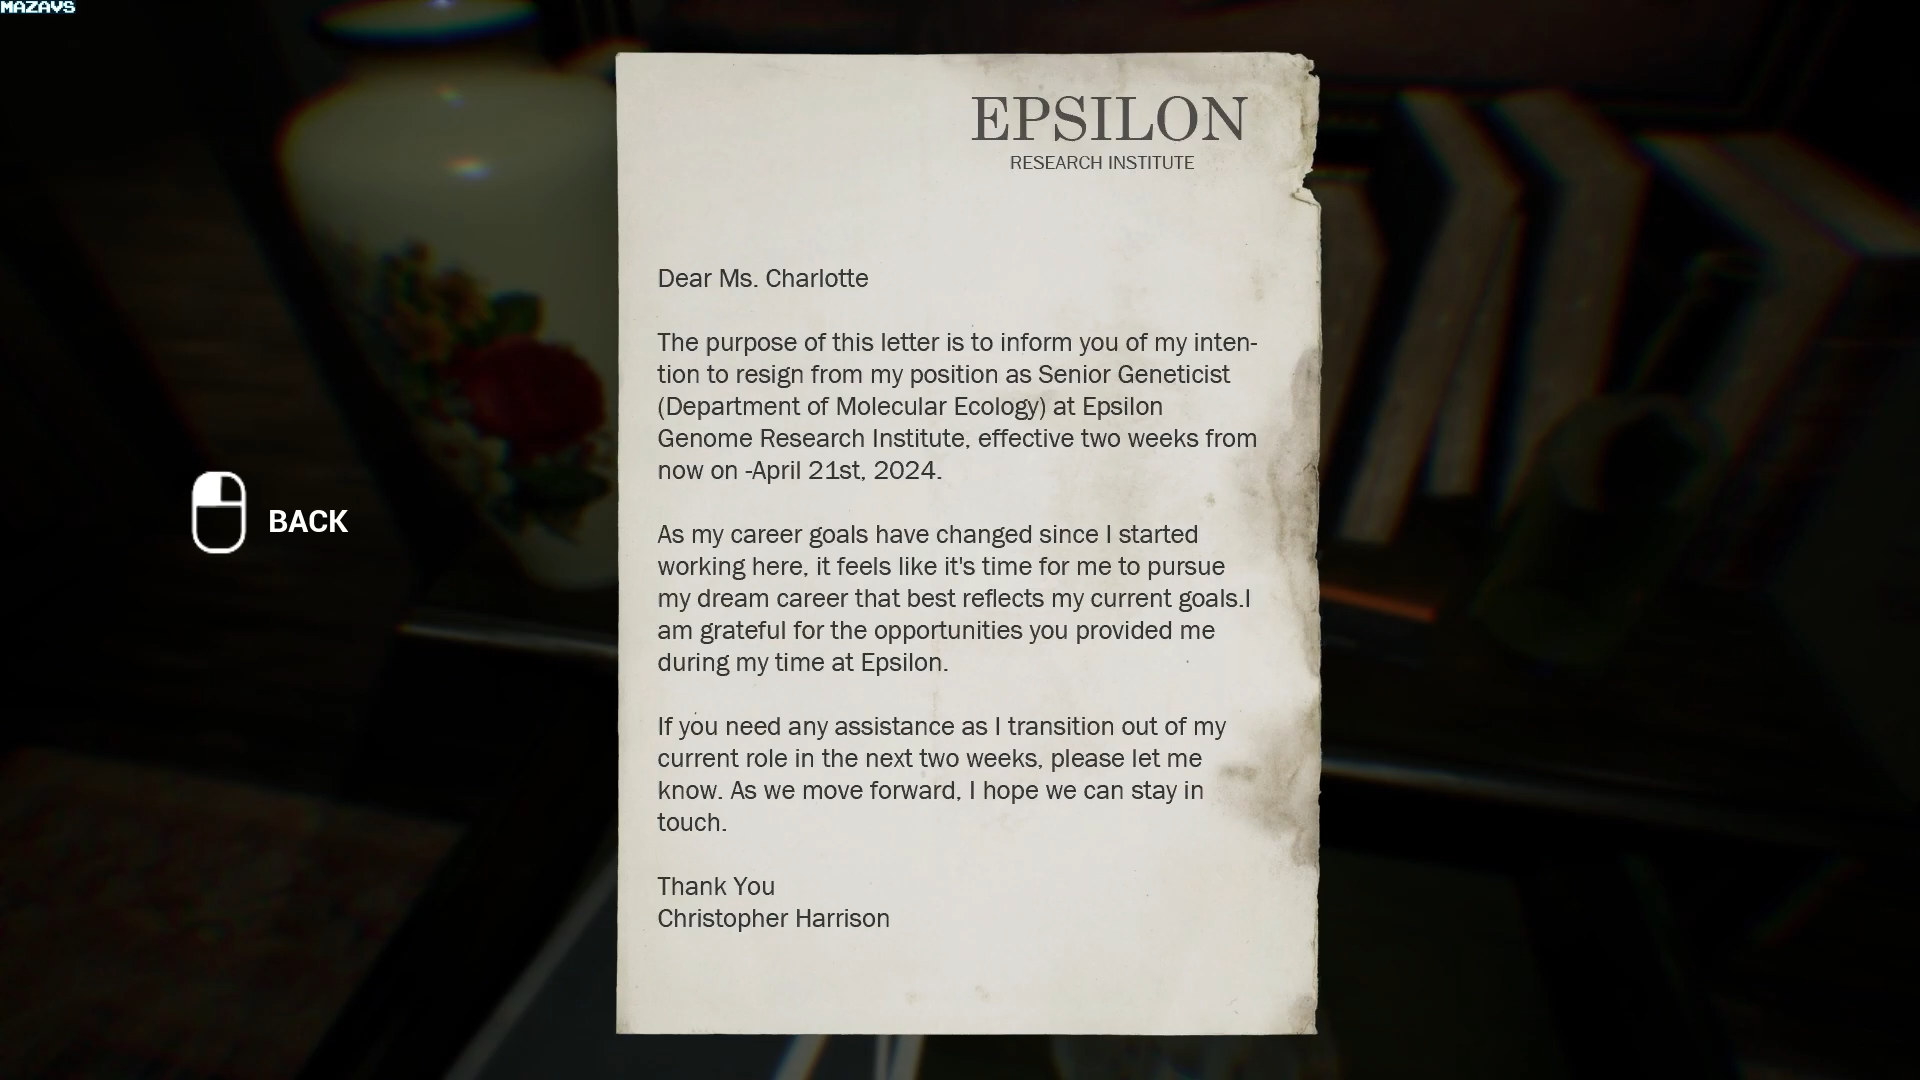 MAZAVS
EPSILON
RESEARCH INSTITUTE
Dear Ms. Charlotte
The purpose of this letter is to inform you of my inten-
tion to resign from my position as Senior Geneticist
(Department of Molecular Ecology) at Epsilon
Genome Research Institute, effective two weeks from
now on -April 21st, 2024.
As my career goals have changed since I started
working here, it feels like it's time for me to pursue
my dream career that best reflects my current goals.I
am grateful for the opportunities you provided me
during my time at Epsilon.
If you need any assistance as I transition out of my
current role in the next two weeks, please let me
know. As we move forward, I hope we can stay in
touch.
Thank You
Christopher Harrison
BACK